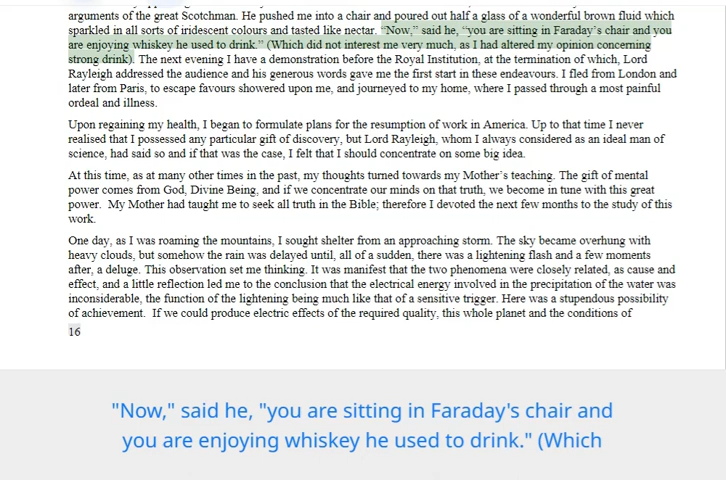 arguments of the great Scotchman. He pushed me into a chair and poured out half a glass of a wonderful brown fluid which
sparkled in all sorts of iridescent colours and tasted like nectar. “Now,” said he, “you are sitting in Faraday’s chair and you
are enjoying whiskey he used to drink.” (Which did not interest me very much, as I had altered my opinion concerning
strong drink). The next evening I have a demonstration before the Royal Institution, at the termination of which, Lord
Rayleigh addressed the audience and his generous words gave me the first start in these endeavours. I fled from London and
later from Paris, to escape favours showered upon me, and journeyed to my home, where I passed through a most painful
ordeal and illness.
Upon regaining my health, I began to formulate plans for the resumption of work in America. Up to that time I never
realised that I possessed any particular gift of discovery, but Lord Rayleigh, whom I always considered as an ideal man of
science, had said so and if that was the case, I felt that I should concentrate on some big idea.
At this time, as at many other times in the past, my thoughts turned towards my Mother’s teaching. The gift of mental
power comes from God, Divine Being, and if we concentrate our minds on that truth, we become in tune with this great
power. My Mother had taught me to seek all truth in the Bible; therefore I devoted the next few months to the study of this
work.
One day, as I was roaming the mountains, I sought shelter from an approaching storm. The sky became overhung with
heavy clouds, but somehow the rain was delayed until, all of a sudden, there was a lightening flash and a few moments
after, a deluge. This observation set me thinking. It was manifest that the two phenomena were closely related, as cause and
effect, and a little reflection led me to the conclusion that the electrical energy involved in the precipitation of the water was
inconsiderable, the function of the lightening being much like that of a sensitive trigger. Here was a stupendous possibility
of achievement. If we could produce electric effects of the required quality, this whole planet and the conditions of
16
"Now," said he, "you are sitting in Faraday's chair and
you are enjoying whiskey he used to drink." (Which